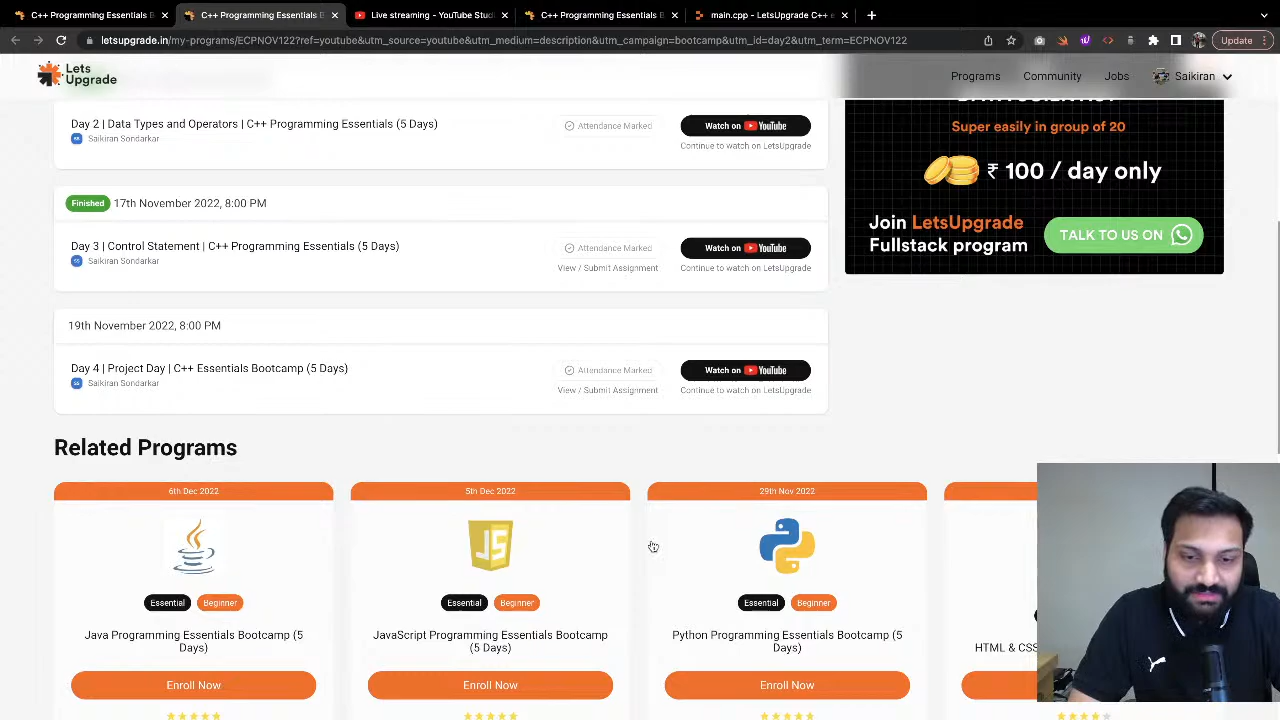 C++ Programming Essentials B
C++ Programming Essentials B
Live streaming - YouTube Stud
C++ Programming Essentials B
main.cpp - LetsUpgrade C++ e
letsupgrade.in/my-programs/ECPNOV122?ref=youtube&utm_source=youtube&utm_medium=description&utm_campaign=bootcamp&utm_id=day2&utm_term=ECPNOV122
Update
Lets
Upgrade
Programs
Community
Jobs
Saikiran
Day 2 | Data Types and Operators | C++ Programming Essentials (5 Days)
Saikiran Sondarkar
Attendance Marked
Watch on YouTube
Continue to watch on LetsUpgrade
Super easily in group of 20
₹ 100 / day only
Join LetsUpgrade
Fullstack program
TALK TO US ON
Finished 17th November 2022, 8:00 PM
Day 3 | Control Statement | C++ Programming Essentials (5 Days)
Saikiran Sondarkar
Attendance Marked
View / Submit Assignment
Watch on YouTube
Continue to watch on LetsUpgrade
19th November 2022, 8:00 PM
Day 4 | Project Day | C++ Essentials Bootcamp (5 Days)
Saikiran Sondarkar
Attendance Marked
View / Submit Assignment
Watch on YouTube
Continue to watch on LetsUpgrade
Related Programs
6th Dec 2022
Essential Beginner
Java Programming Essentials Bootcamp (5
Days)
Enroll Now
5th Dec 2022
JS
Essential Beginner
JavaScript Programming Essentials Bootcamp
(5 Days)
Enroll Now
29th Nov 2022
Essential Beginner
Python Programming Essentials Bootcamp (5
Days)
Enroll Now
HTML & CSS